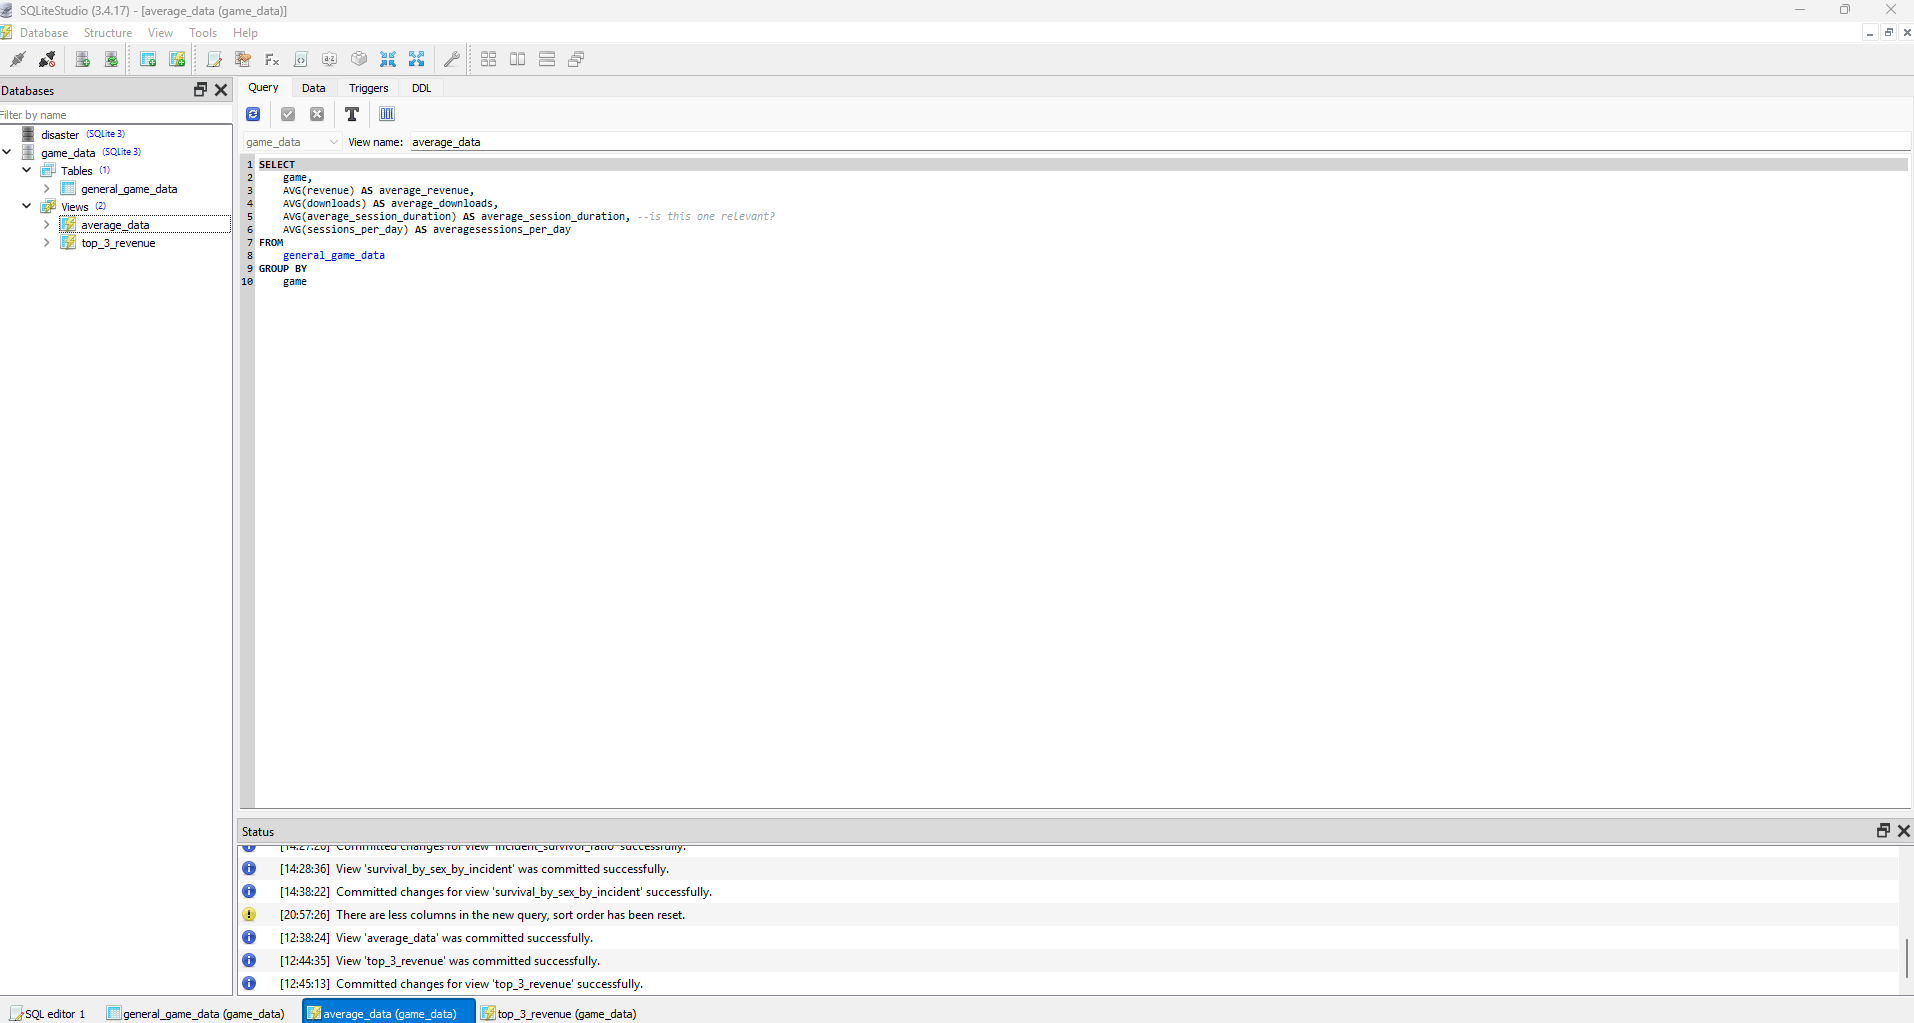 SQLiteStudio (3.4.17) - [average_data (game_data)]
Database Structure View Tools Help
Databases
Filter by name
disaster (SQLite 3)
game_data (SQLite 3)
Tables (1)
general_game_data
Views (2)
average_data
top_3_revenue
Query Data Triggers DDL
game_data View name: average_data
1 SELECT
2 game,
3 AVG(revenue) AS average_revenue,
4 AVG(downloads) AS average_downloads,
5 AVG(average_session_duration) AS average_session_duration, --is this one relevant?
6 AVG(sessions_per_day) AS averagesessions_per_day
7 FROM
8 general_game_data
9 GROUP BY
10 game
Status
[14:27:20] Committed changes for view 'incident_survivor_ratio' successfully.
[14:28:36] View 'survival_by_sex_by_incident' was committed successfully.
[14:38:22] Committed changes for view 'survival_by_sex_by_incident' successfully.
[20:57:26] There are less columns in the new query, sort order has been reset.
[12:38:24] View 'average_data' was committed successfully.
[12:44:35] View 'top_3_revenue' was committed successfully.
[12:45:13] Committed changes for view 'top_3_revenue' successfully.
SQL editor 1 general_game_data (game_data) average_data (game_data) top_3_revenue (game_data)